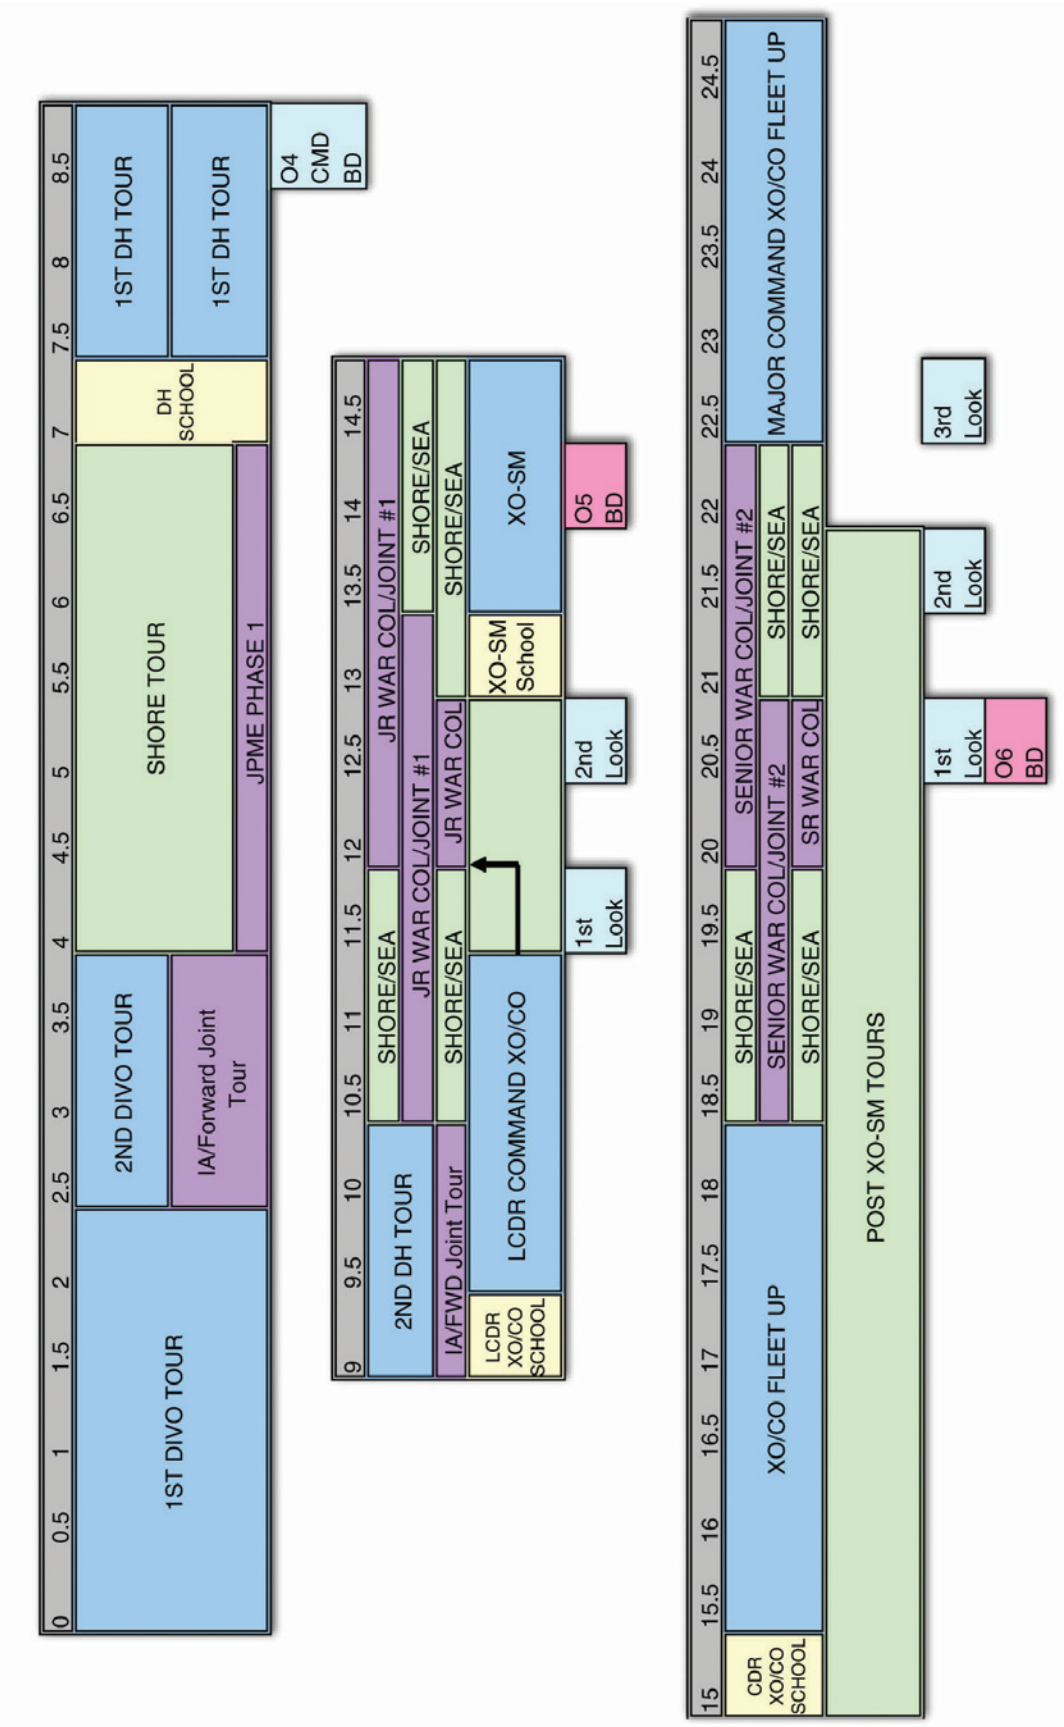 0 0.5 1 1.5 2 2.5 3 3.5 4 4.5 5 5.5 6 6.5 7 7.5 8 8.5
1ST DIVO TOUR
2ND DIVO TOUR
IA/Forward Joint
Tour
SHORE TOUR
JPME PHASE 1
DH
SCHOOL
1ST DH TOUR
1ST DH TOUR
O4
CMD
BD
9 9.5 10 10.5 11 11.5 12 12.5 13 13.5 14 14.5
2ND DH TOUR
IA/FWD Joint Tour
LCDR
XO/CO
SCHOOL
LCDR COMMAND XO/CO
SHORE/SEA
JR WAR COL/JOINT #1
JR WAR COL/JOINT #1
SHORE/SEA
SHORE/SEA
JR WAR COL
SHORE/SEA
XO-SM
School
XO-SM
1st
Look
2nd
Look
O5
BD
15 15.5 16 16.5 17 17.5 18 18.5 19 19.5 20 20.5 21 21.5 22 22.5 23 23.5 24 24.5
CDR
XO/CO
SCHOOL
XO/CO FLEET UP
SHORE/SEA
SENIOR WAR COL/JOINT #2
SENIOR WAR COL/JOINT #2
SHORE/SEA
SHORE/SEA
SR WAR COL
SHORE/SEA
MAJOR COMMAND XO/CO FLEET UP
POST XO-SM TOURS
1st
Look
O6
BD
2nd
Look
3rd
Look